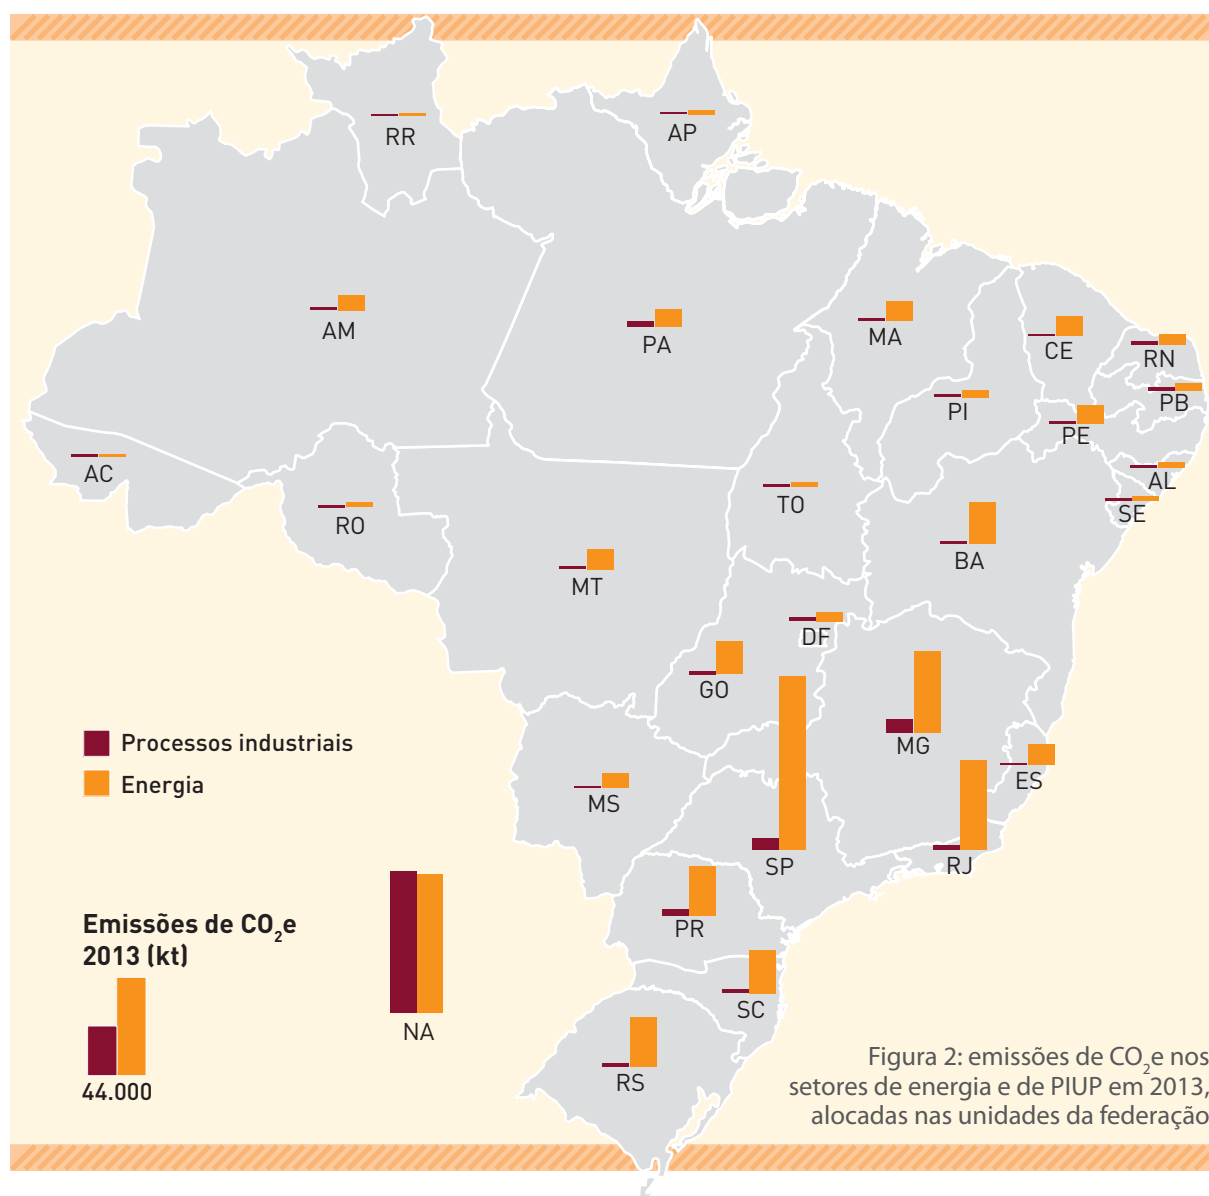 RR
AP
AM
PA
MA
CE
RN
PI
PB
PE
AC
AL
TO
RO
SE
BA
MT
DF
GO
Processos industriais
MG
Energia
ES
MS
SP
RJ
Emissões de CO₂e
2013 (kt)
PR
SC
NA
44.000
RS
Figura 2: emissões de CO₂e nos
setores de energia e de PIUP em 2013,
alocadas nas unidades da federação